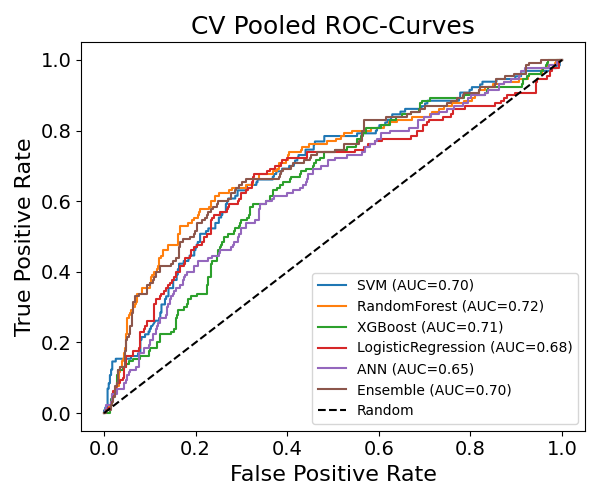 CV Pooled ROC-Curves
True Positive Rate
1.0
0.8
0.6
0.4
0.2
0.0
SVM (AUC=0.70)
RandomForest (AUC=0.72)
XGBoost (AUC=0.71)
LogisticRegression (AUC=0.68)
ANN (AUC=0.65)
Ensemble (AUC=0.70)
Random
0.0 0.2 0.4 0.6 0.8 1.0
False Positive Rate